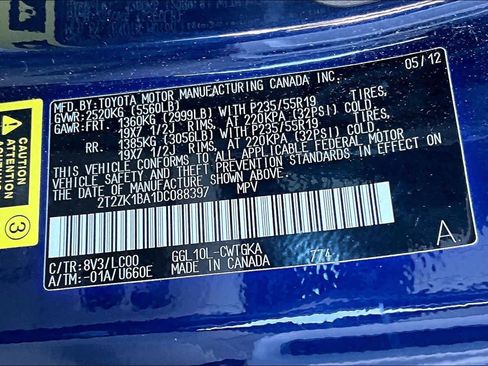 MFD. BY: TOYOTA MOTOR MANUFACTURING CANADA INC. 05/12
GVWR: 2520KG (5560LB)
GAWR: FRT. 1360KG (2999LB) WITH P235/55R19 TIRES,
19X7 1/2J RIMS, AT 220KPA (32PSI) COLD.
RR. 1385KG (3056LB) WITH P235/55R19 TIRES,
19X7 1/2J RIMS, AT 220KPA (32PSI) COLD.
THIS VEHICLE CONFORMS TO ALL APPLICABLE FEDERAL MOTOR
VEHICLE SAFETY AND THEFT PREVENTION STANDARDS IN EFFECT
ON THE DATE OF MANUFACTURE SHOWN ABOVE.
2T2ZK1BA1DC088397 MPV
C/TR: 8V3/LC00 GGL10L-CWTGKA
A/TM: -01A/U660E MADE IN CANADA 774 A
CAUTION
ATTENTION
3